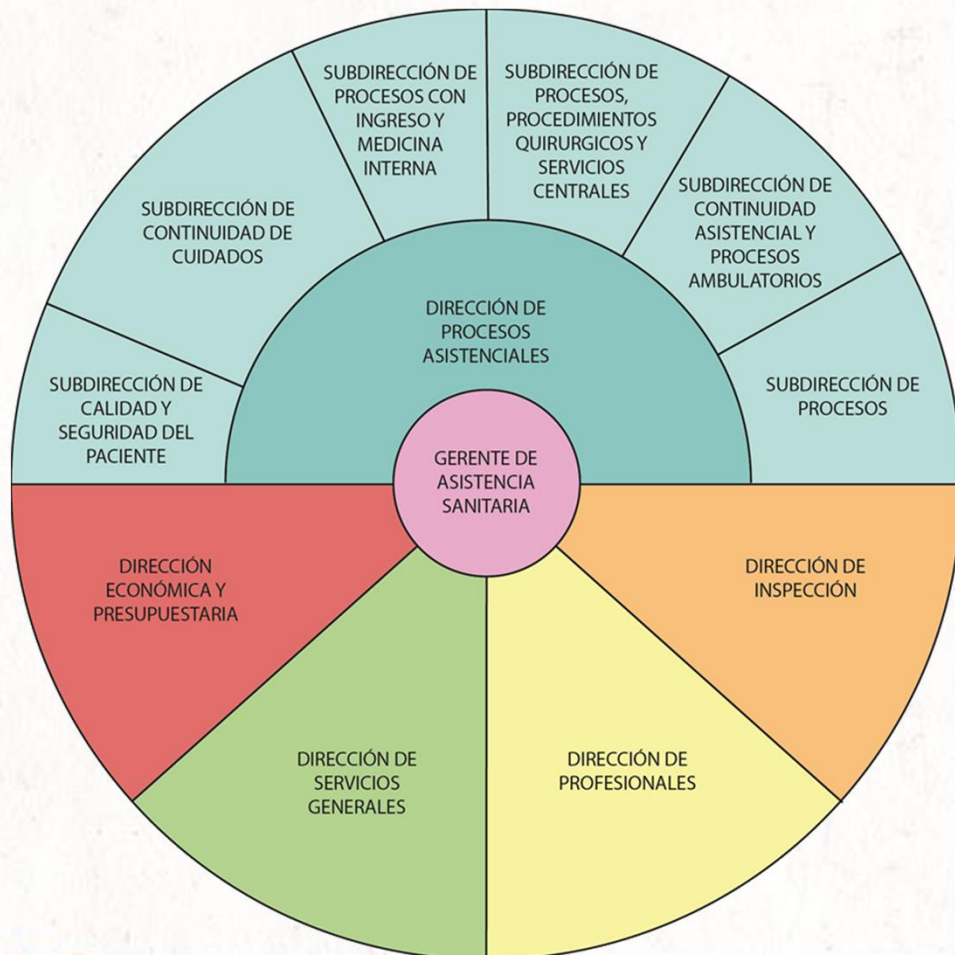 SUBDIRECCIÓN DE
PROCESOS CON
INGRESO Y
MEDICINA
INTERNA
SUBDIRECCIÓN DE
PROCESOS,
PROCEDIMIENTOS
QUIRURGICOS Y
SERVICIOS
CENTRALES
SUBDIRECCIÓN DE
CONTINUIDAD DE
CUIDADOS
SUBDIRECCIÓN DE
CONTINUIDAD
ASISTENCIAL Y
PROCESOS
AMBULATORIOS
DIRECCIÓN DE
PROCESOS
ASISTENCIALES
SUBDIRECCIÓN DE
CALIDAD Y
SEGURIDAD DEL
PACIENTE
SUBDIRECCIÓN DE
PROCESOS
GERENTE DE
ASISTENCIA
SANITARIA
DIRECCIÓN
ECONÓMICA Y
PRESUPUESTARIA
DIRECCIÓN DE
INSPECCIÓN
DIRECCIÓN DE
SERVICIOS
GENERALES
DIRECCIÓN DE
PROFESIONALES